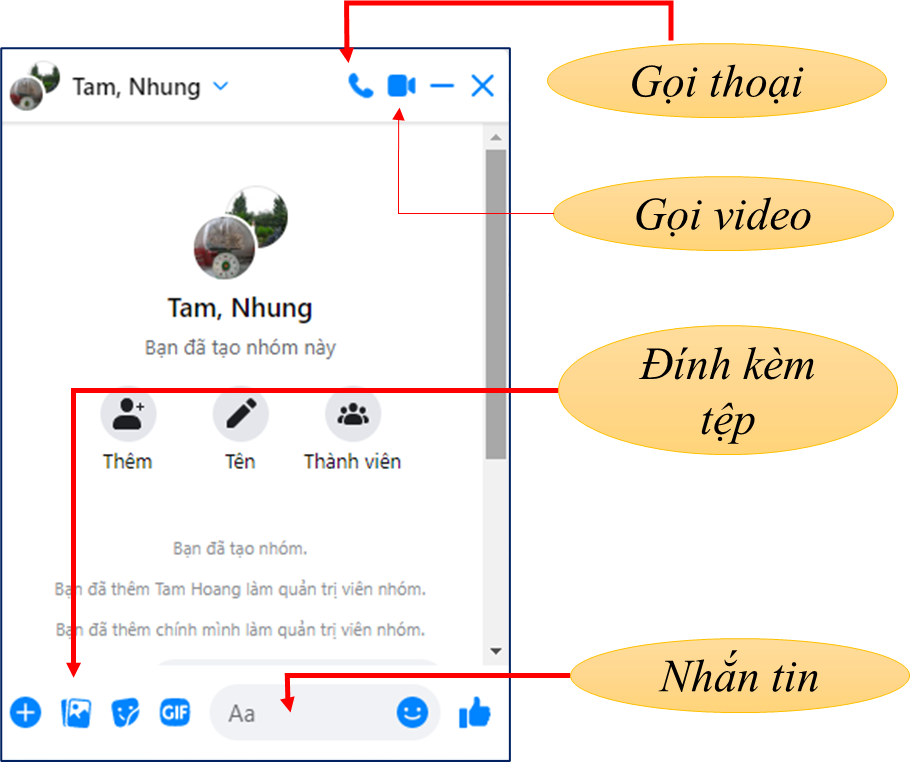 Tam, Nhung
Gọi thoại
Gọi video
Tam, Nhung
Bạn đã tạo nhóm này
Đính kèm
tệp
Thêm
Tên
Thành viên
Bạn đã tạo nhóm.
Bạn đã thêm Tam Hoang làm quản trị viên nhóm.
Bạn đã thêm chính mình làm quản trị viên nhóm.
Nhắn tin
GIF
Aa